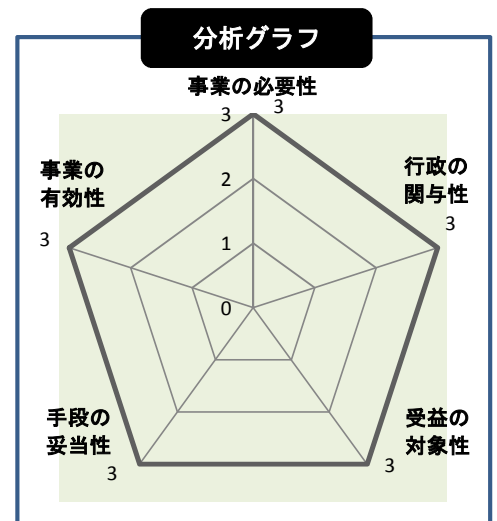 分析グラフ
事業の必要性
3
3
行政の
関与性
3
事業の
有効性
3
2
1
0
手段の
妥当性
3
受益の
対象性
3